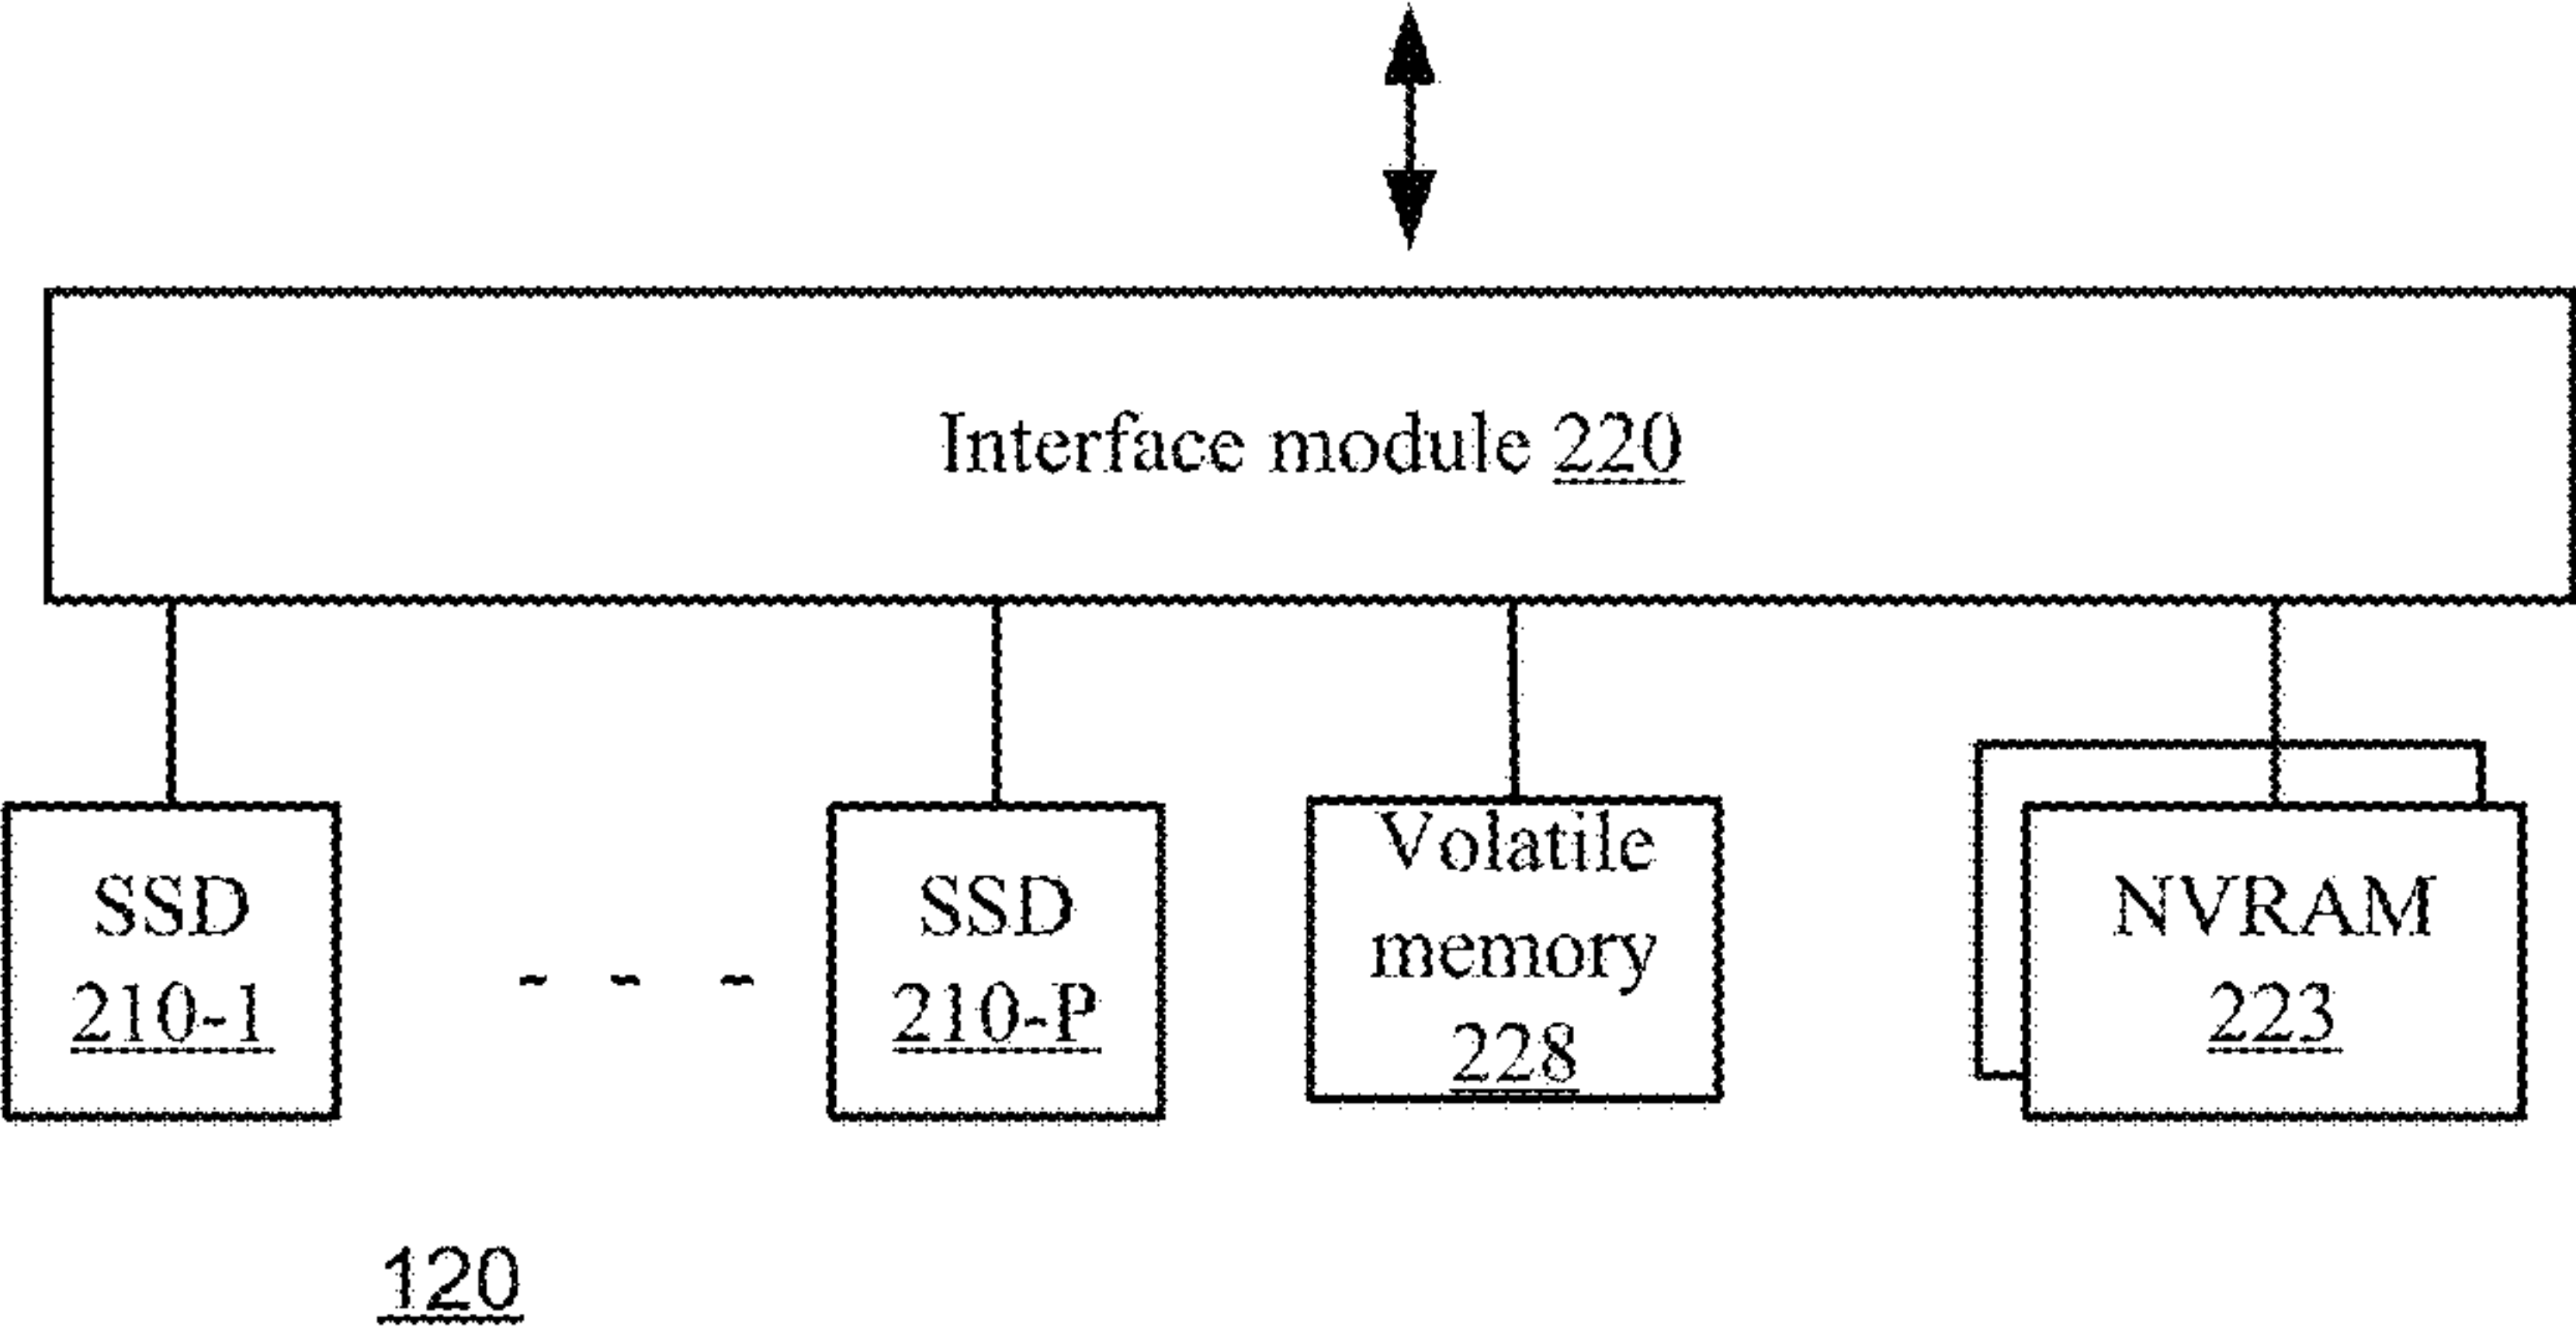 Interface module 220
SSD
210-1
- - -
SSD
210-P
Volatile
memory
228
NVRAM
223
120